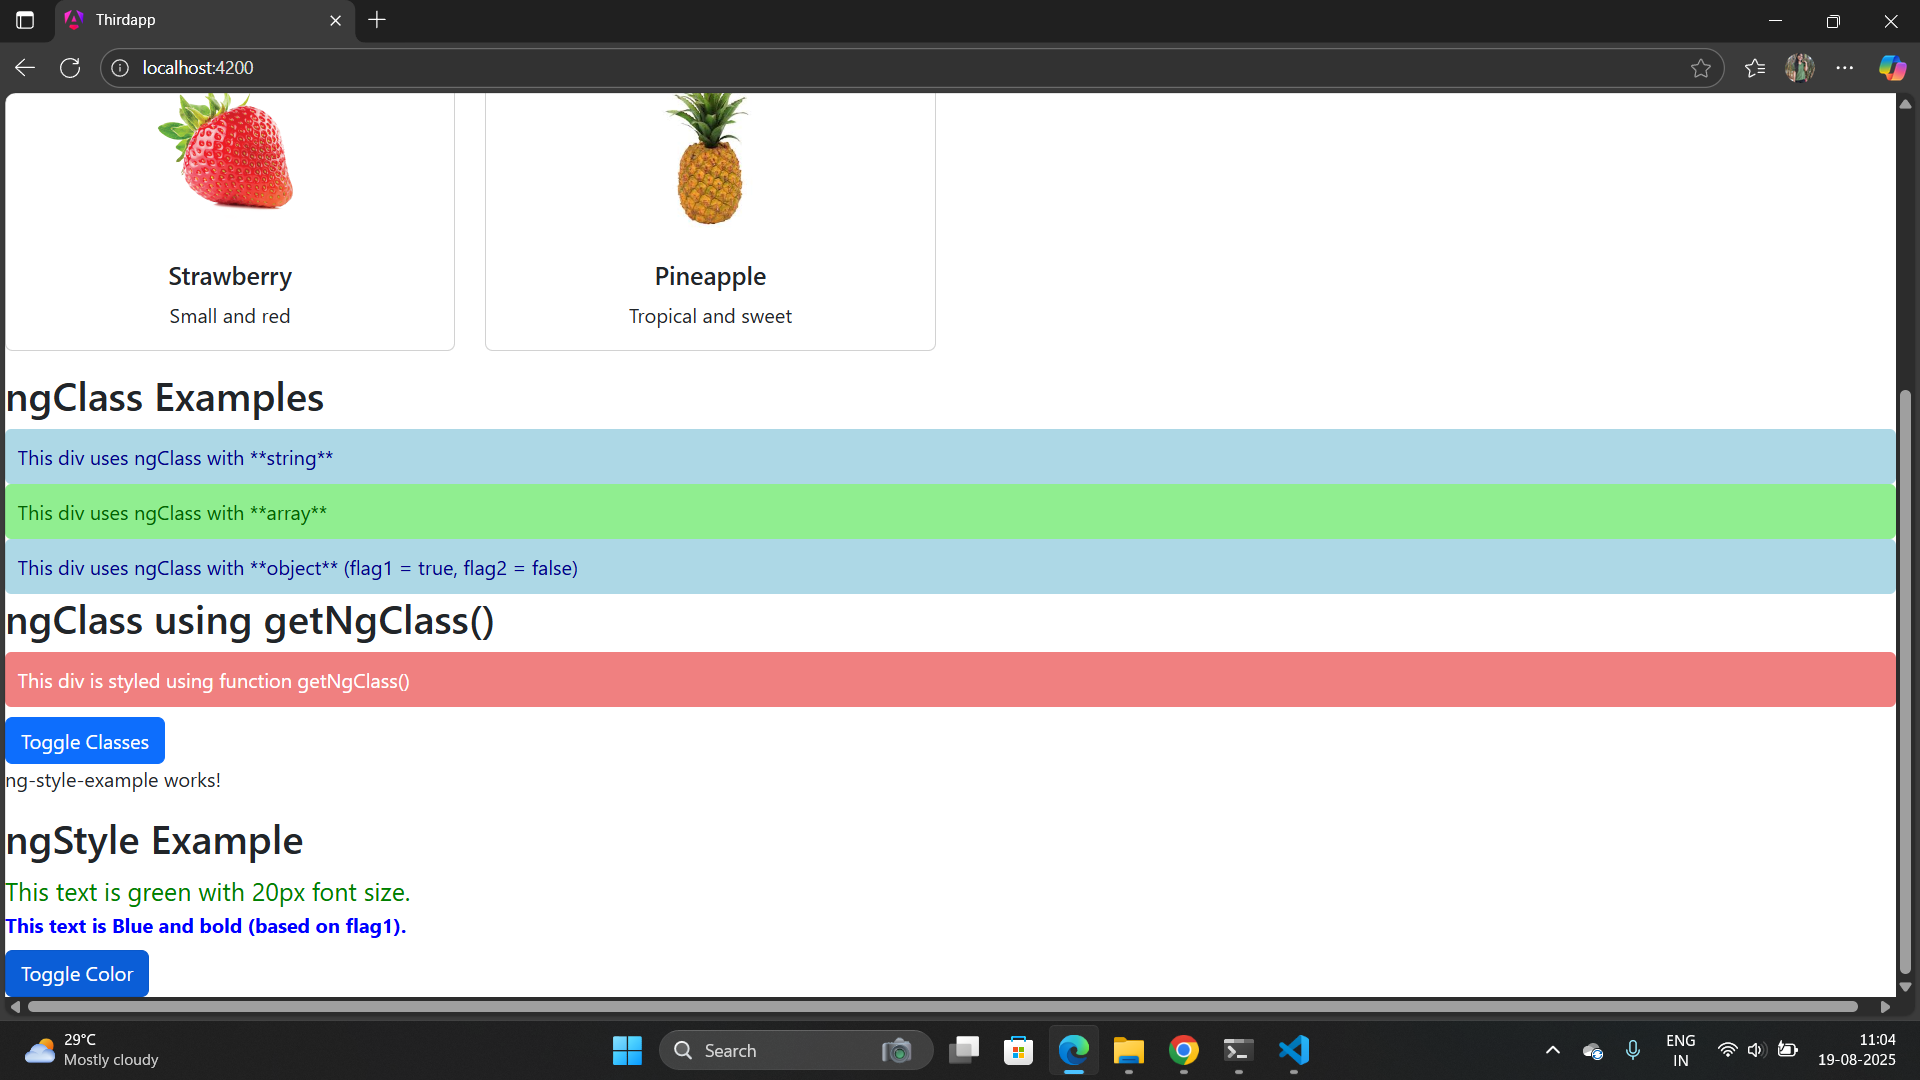 Thirdapp
localhost:4200
Strawberry
Small and red
Pineapple
Tropical and sweet
ngClass Examples
This div uses ngClass with **string**
This div uses ngClass with **array**
This div uses ngClass with **object** (flag1 = true, flag2 = false)
ngClass using getNgClass()
This div is styled using function getNgClass()
Toggle Classes
ng-style-example works!
ngStyle Example
This text is green with 20px font size.
This text is Blue and bold (based on flag1).
Toggle Color
29°C
Mostly cloudy
Search
ENG
IN
11:04
19-08-2025